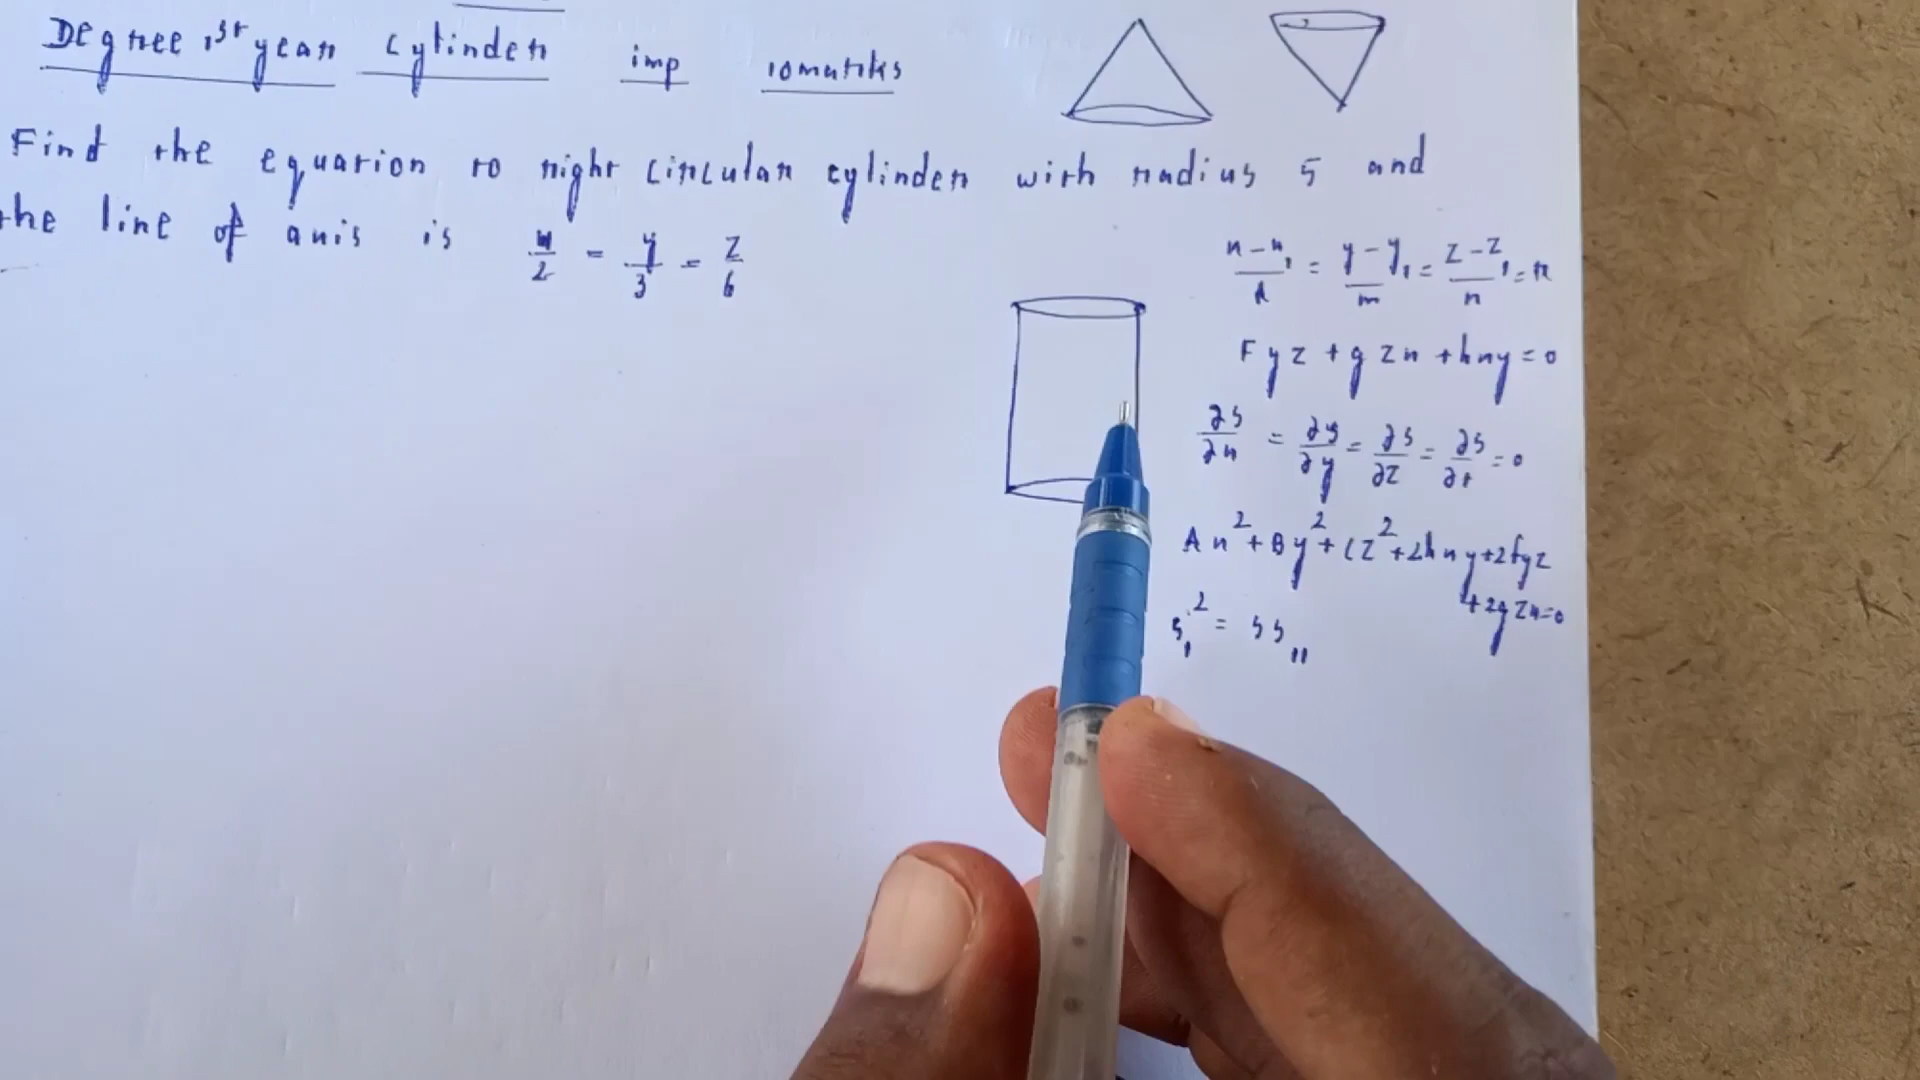 Degree 1st year cylinder imp 10 marks
Find the equation to right circular cylinder with radius 5 and
the line of axis is x/2 = y/3 = z/6
x-x₁/l = y-y₁/m = z-z₁/n = r
Fyz + gzx + hxy = 0
∂s/∂x = ∂s/∂y = ∂s/∂z = ∂s/∂t = 0
Ax² + By² + Cz² + 2hxy + 2fyz
+ 2gzx = 0
S₁² = SS₁₁